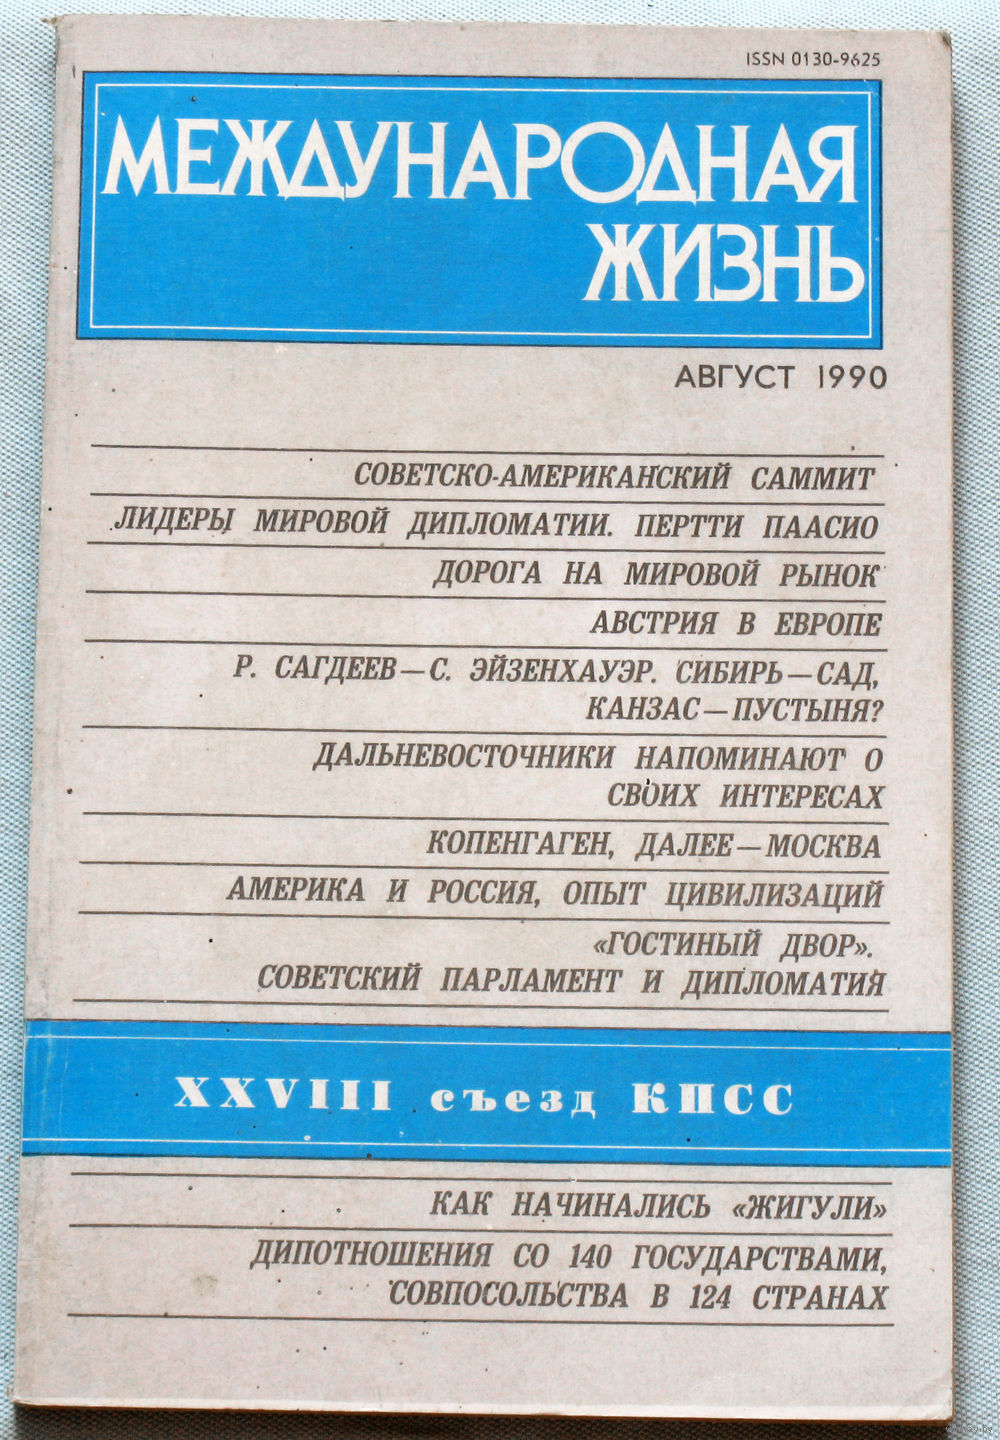 ISSN 0130-9625
МЕЖДУНАРОДНАЯ
ЖИЗНЬ
АВГУСТ 1990
СОВЕТСКО-АМЕРИКАНСКИЙ САММИТ
ЛИДЕРЫ МИРОВОЙ ДИПЛОМАТИИ. ПЕРТТИ ПААСИО
ДОРОГА НА МИРОВОЙ РЫНОК
АВСТРИЯ В ЕВРОПЕ
Р. САГДЕЕВ—С. ЭЙЗЕНХАУЭР. СИБИРЬ—САД,
КАНЗАС—ПУСТЫНЯ?
ДАЛЬНЕВОСТОЧНИКИ НАПОМИНАЮТ О
СВОИХ ИНТЕРЕСАХ
КОПЕНГАГЕН, ДАЛЕЕ—МОСКВА
АМЕРИКА И РОССИЯ, ОПЫТ ЦИВИЛИЗАЦИЙ
«ГОСТИНЫЙ ДВОР».
СОВЕТСКИЙ ПАРЛАМЕНТ И ДИПЛОМАТИЯ
XXVIII съезд КПСС
КАК НАЧИНАЛИСЬ «ЖИГУЛИ»
ДИПОТНОШЕНИЯ СО 140 ГОСУДАРСТВАМИ,
СОВПОСОЛЬСТВА В 124 СТРАНАХ